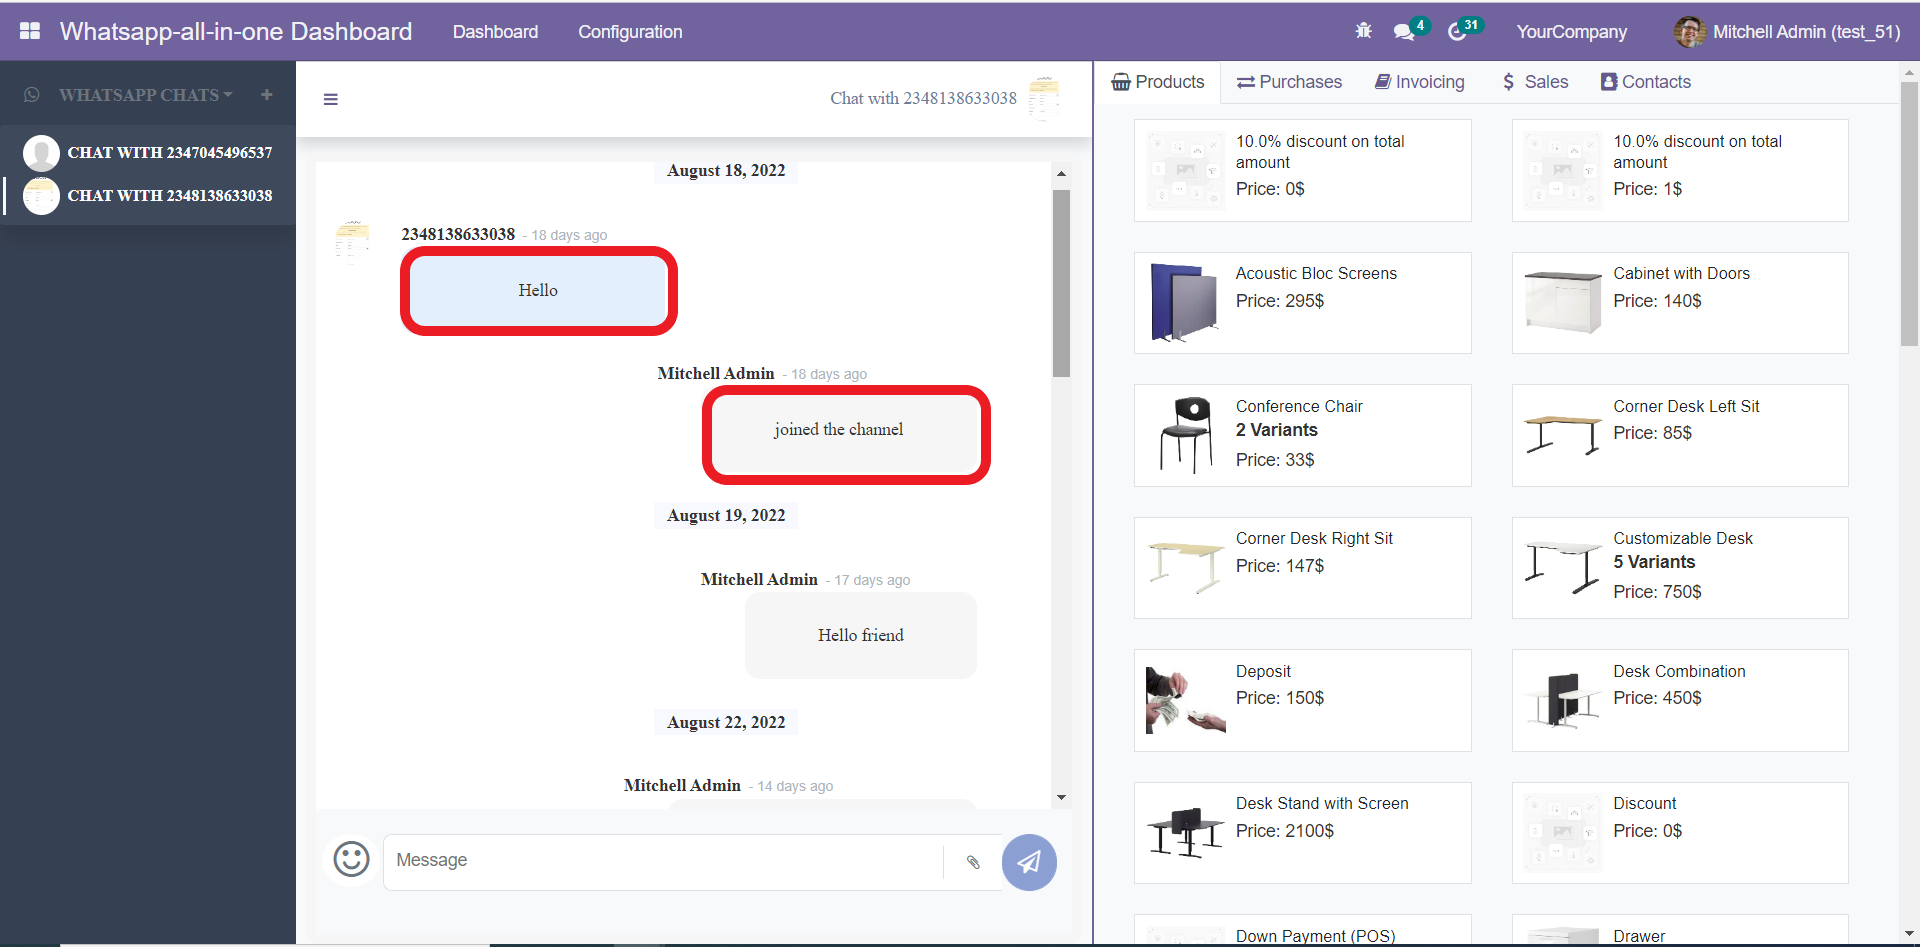 Whatsapp-all-in-one Dashboard Dashboard Configuration 4 31 YourCompany Mitchell Admin (test_51)
WHATSAPP CHATS +
CHAT WITH 2347045496537
CHAT WITH 2348138633038
Chat with 2348138633038
August 18, 2022
2348138633038 - 18 days ago
Hello
Mitchell Admin - 18 days ago
joined the channel
August 19, 2022
Mitchell Admin - 17 days ago
Hello friend
August 22, 2022
Mitchell Admin - 14 days ago
Message
Products Purchases Invoicing $ Sales Contacts
10.0% discount on total
amount
Price: 0$
10.0% discount on total
amount
Price: 1$
Acoustic Bloc Screens
Price: 295$
Cabinet with Doors
Price: 140$
Conference Chair
2 Variants
Price: 33$
Corner Desk Left Sit
Price: 85$
Corner Desk Right Sit
Price: 147$
Customizable Desk
5 Variants
Price: 750$
Deposit
Price: 150$
Desk Combination
Price: 450$
Desk Stand with Screen
Price: 2100$
Discount
Price: 0$
Down Payment (POS)
Drawer